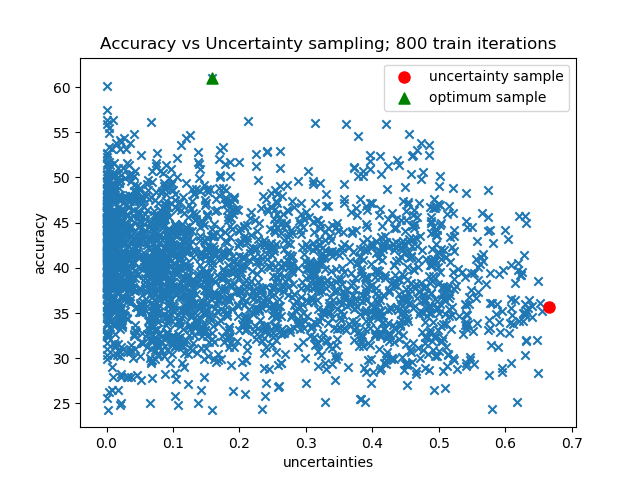 Accuracy vs Uncertainty sampling; 800 train iterations
uncertainty sample
optimum sample
60
55
50
45
40
35
30
25
accuracy
0.0 0.1 0.2 0.3 0.4 0.5 0.6 0.7
uncertainties